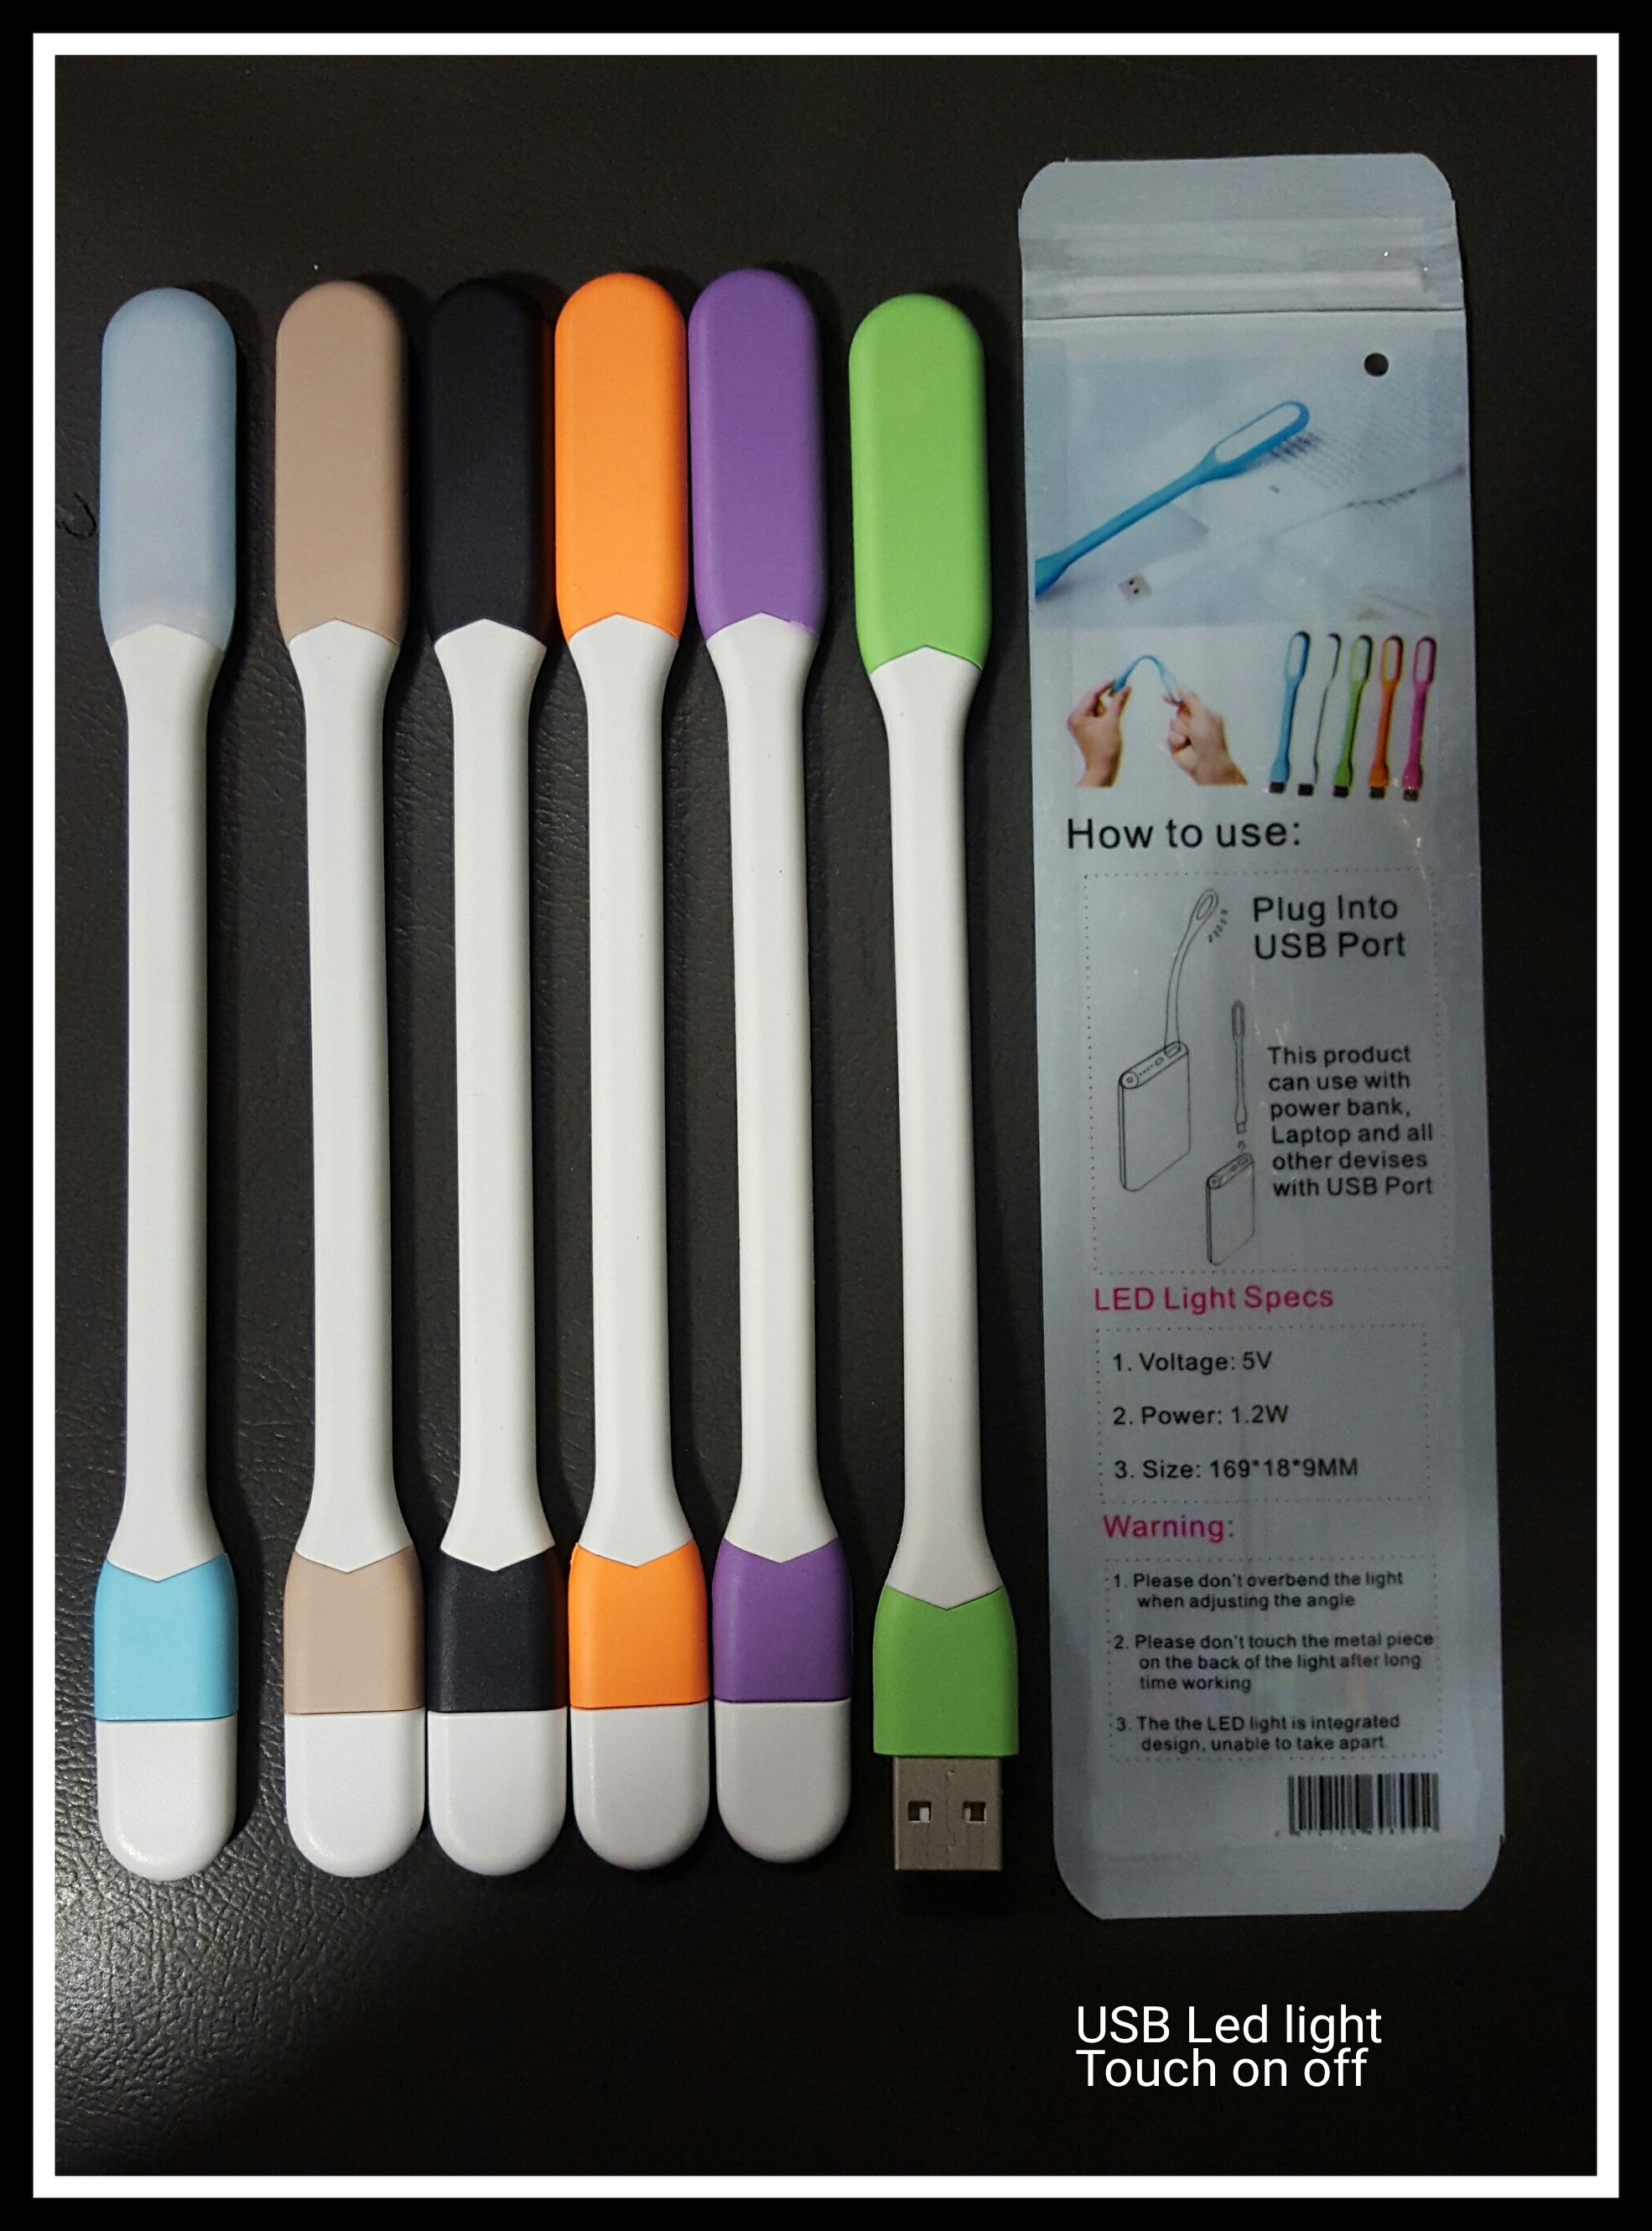 How to use:
Plug Into
USB Port
This product
can use with
power bank,
Laptop and all
other devises
with USB Port
LED Light Specs
1. Voltage: 5V
2. Power: 1.2W
3. Size: 169*18*9MM
Warning:
1. Please don't overbend the light
when adjusting the angle
2. Please don't touch the metal piece
on the back of the light after long
time working
3. The the LED light is integrated
design, unable to take apart.
USB Led light
Touch on off